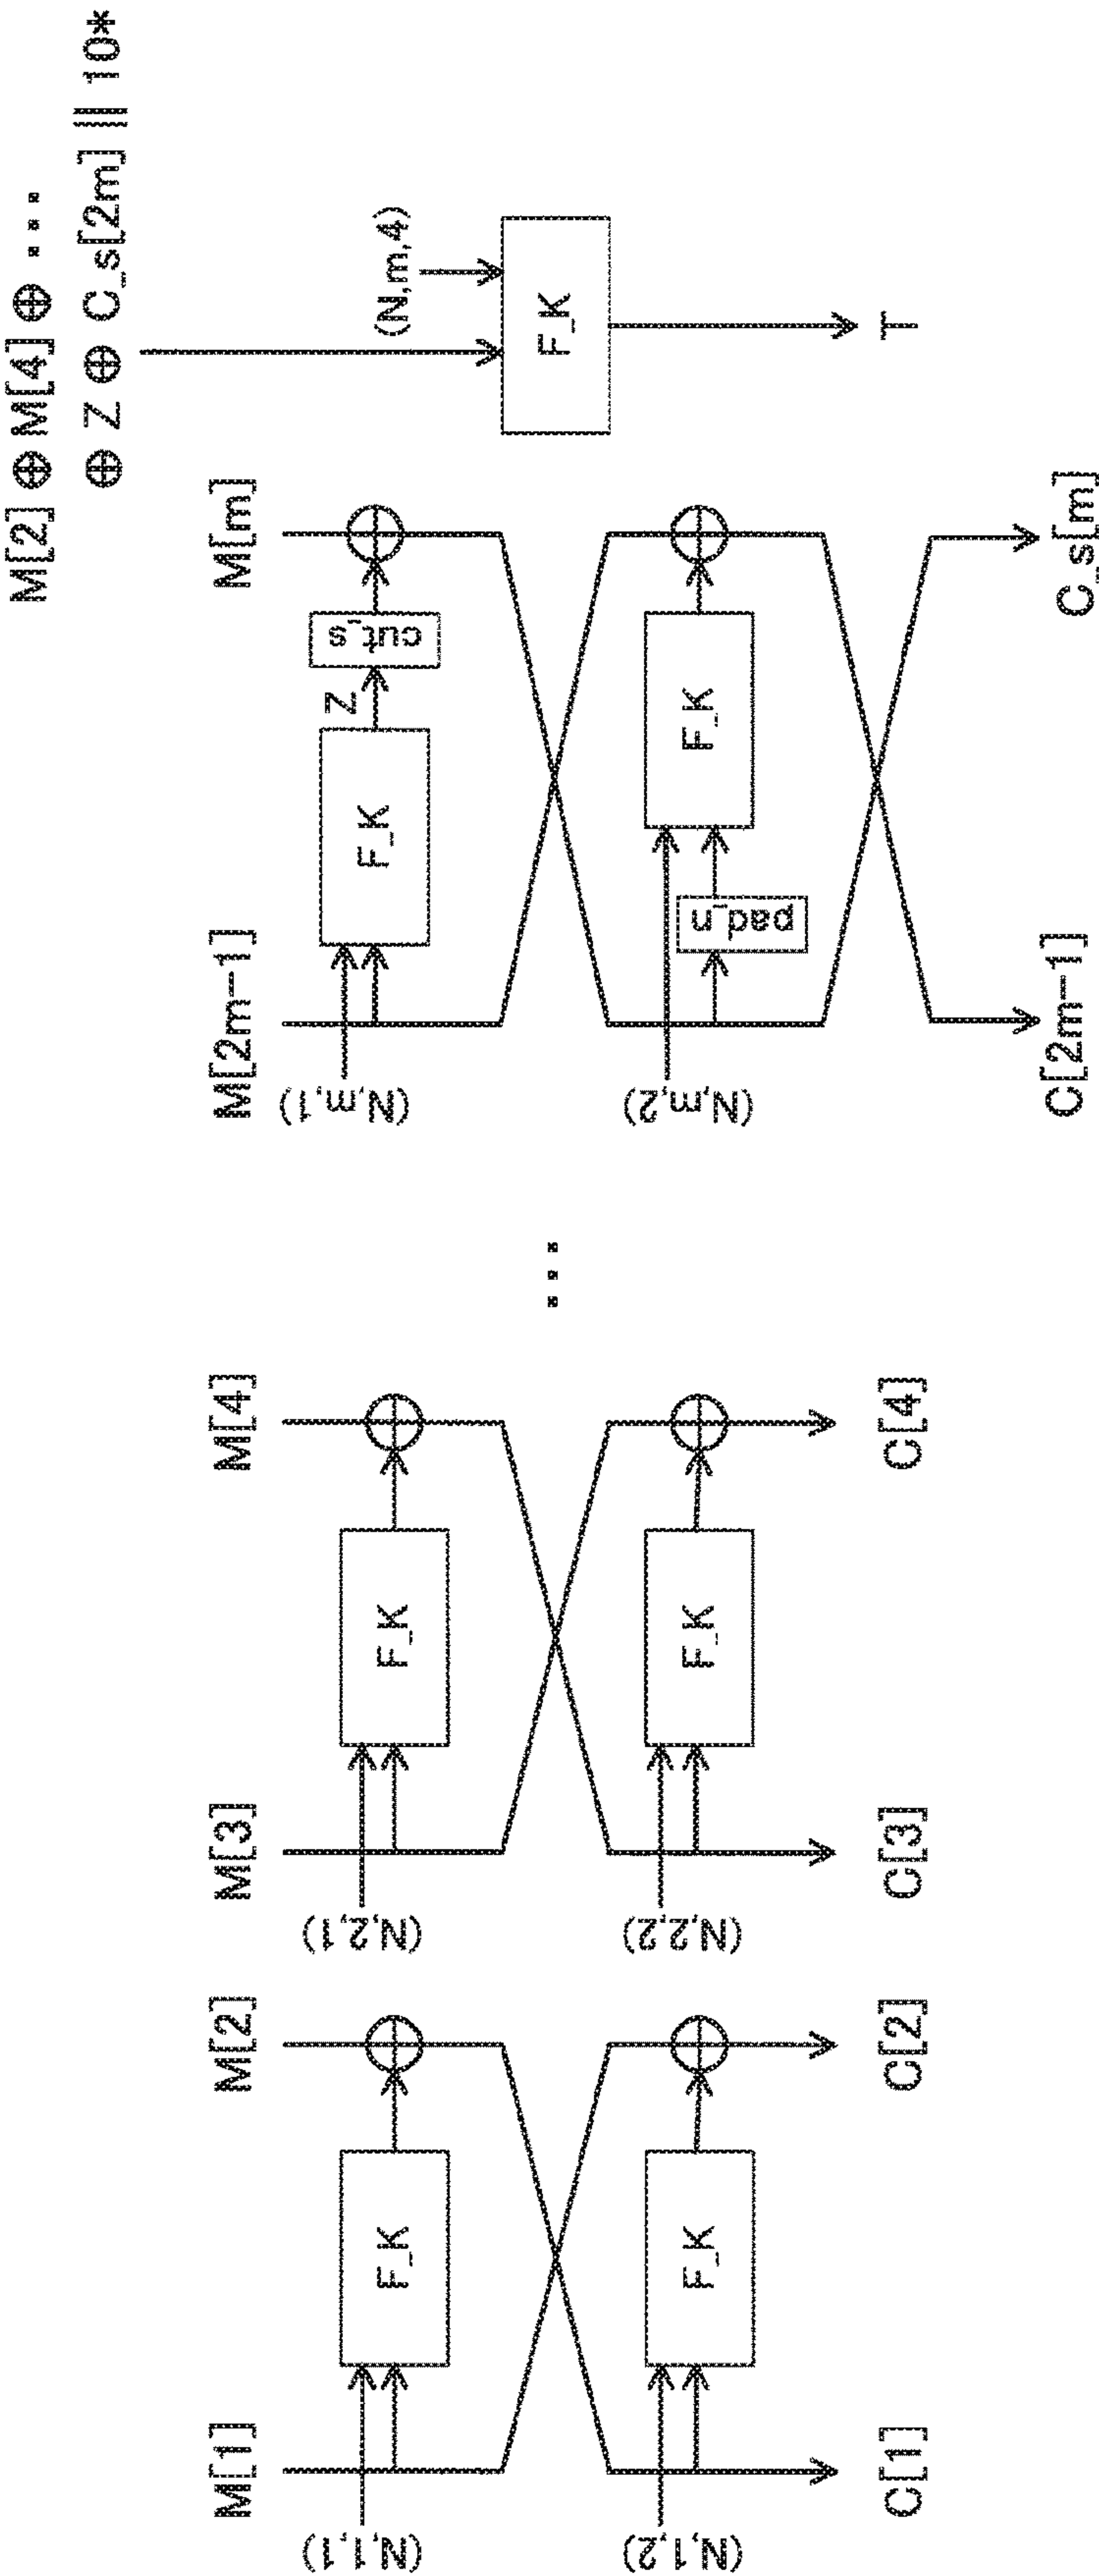 M[2] ⊕ M[4] ⊕ ...
⊕ Z ⊕ C_s[2m] || 10*
M[1]
M[2]
M[3]
M[4]
M[2m-1]
M[m]
(N,1,1)
F_K
(N,2,1)
F_K
(N,m,1)
F_K
Z
cut_s
(N,m,4)
F_K
...
(N,1,2)
F_K
(N,2,2)
F_K
(N,m,2)
pad_n
F_K
T
C[1]
C[2]
C[3]
C[4]
C[2m-1]
C_s[m]